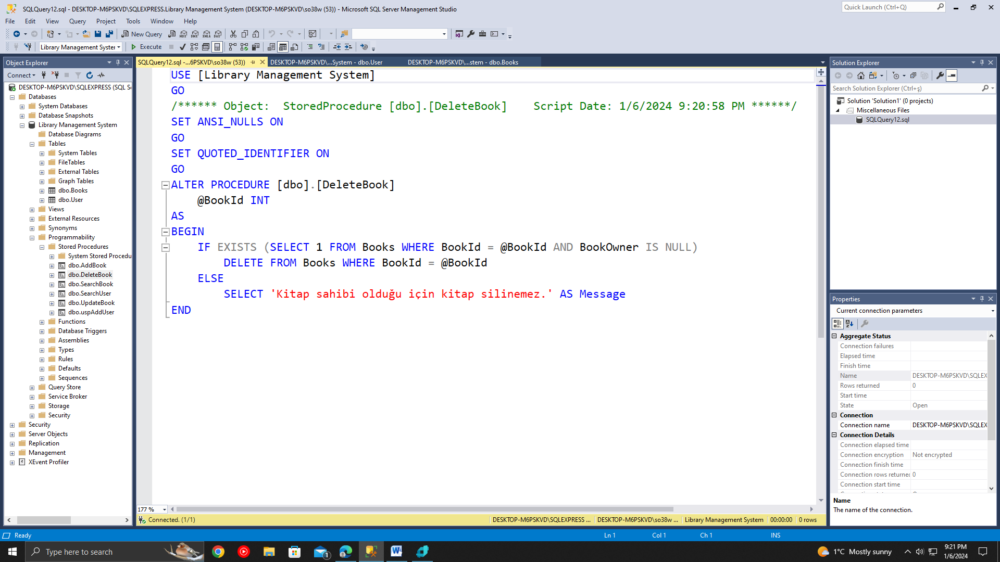 SQLQuery12.sql - DESKTOP-M6PSKVD\SQLEXPRESS.Library Management System (DESKTOP-M6PSKVD\so38w (53)) - Microsoft SQL Server Management Studio
Quick Launch (Ctrl+Q)
File Edit View Query Project Tools Window Help
New Query
MDX DMX XMLA DAX
Library Management System Execute
Object Explorer
Connect
DESKTOP-M6PSKVD\SQLEXPRESS (SQL S
Databases
System Databases
Database Snapshots
Library Management System
Database Diagrams
Tables
System Tables
FileTables
External Tables
Graph Tables
dbo.Books
dbo.User
Views
External Resources
Synonyms
Programmability
Stored Procedures
System Stored Procedu
dbo.AddBook
dbo.DeleteBook
dbo.SearchBook
dbo.SearchUser
dbo.UpdateBook
dbo.uspAddUser
Functions
Database Triggers
Assemblies
Types
Rules
Defaults
Sequences
Query Store
Service Broker
Storage
Security
Security
Server Objects
Replication
Management
XEvent Profiler
SQLQuery12.sql -...6PSKVD\so38w (53)) DESKTOP-M6PSKVD\...System - dbo.User DESKTOP-M6PSKVD\...stem - dbo.Books
USE [Library Management System]
GO
/****** Object:  StoredProcedure [dbo].[DeleteBook]    Script Date: 1/6/2024 9:20:58 PM ******/
SET ANSI_NULLS ON
GO
SET QUOTED_IDENTIFIER ON
GO
ALTER PROCEDURE [dbo].[DeleteBook]
@BookId INT
AS
BEGIN
IF EXISTS (SELECT 1 FROM Books WHERE BookId = @BookId AND BookOwner IS NULL)
DELETE FROM Books WHERE BookId = @BookId
ELSE
SELECT 'Kitap sahibi olduğu için kitap silinemez.' AS Message
END
177 %
Connected. (1/1) DESKTOP-M6PSKVD\SQLEXPRESS ... DESKTOP-M6PSKVD\so38w ... Library Management System 00:00:00 0 rows
Solution Explorer
Search Solution Explorer (Ctrl+ş)
Solution 'Solution1' (0 projects)
Miscellaneous Files
SQLQuery12.sql
Properties
Current connection parameters
Aggregate Status
Connection failures
Elapsed time
Finish time
Name DESKTOP-M6PSKVD\SQLEX
Rows returned 0
Start time
State Open
Connection
Connection name DESKTOP-M6PSKVD\SQLEX
Connection Details
Connection elapsed time
Connection encryption Not encrypted
Connection finish time
Connection rows returned 0
Connection start time
Name
The name of the connection.
Ready Ln 1 Col 1 Ch 1 INS
Type here to search
1
1°C Mostly sunny
9:21 PM
1/6/2024